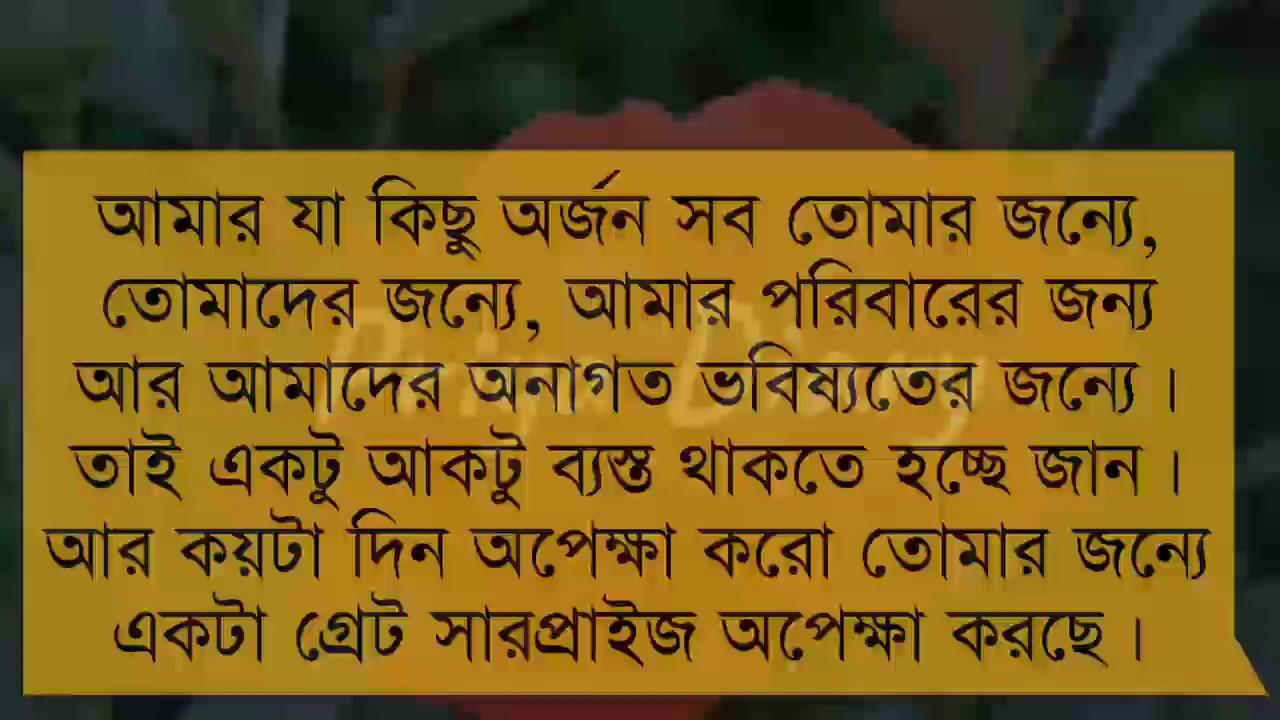 আমার যা কিছু অর্জন সব তোমার জন্যে,
তোমাদের জন্যে, আমার পরিবারের জন্য
আর আমাদের অনাগত ভবিষ্যতের জন্যে।
তাই একটু আকটু ব্যস্ত থাকতে হচ্ছে জান।
আর কয়টা দিন অপেক্ষা করো তোমার জন্যে
একটা গ্রেট সারপ্রাইজ অপেক্ষা করছে।